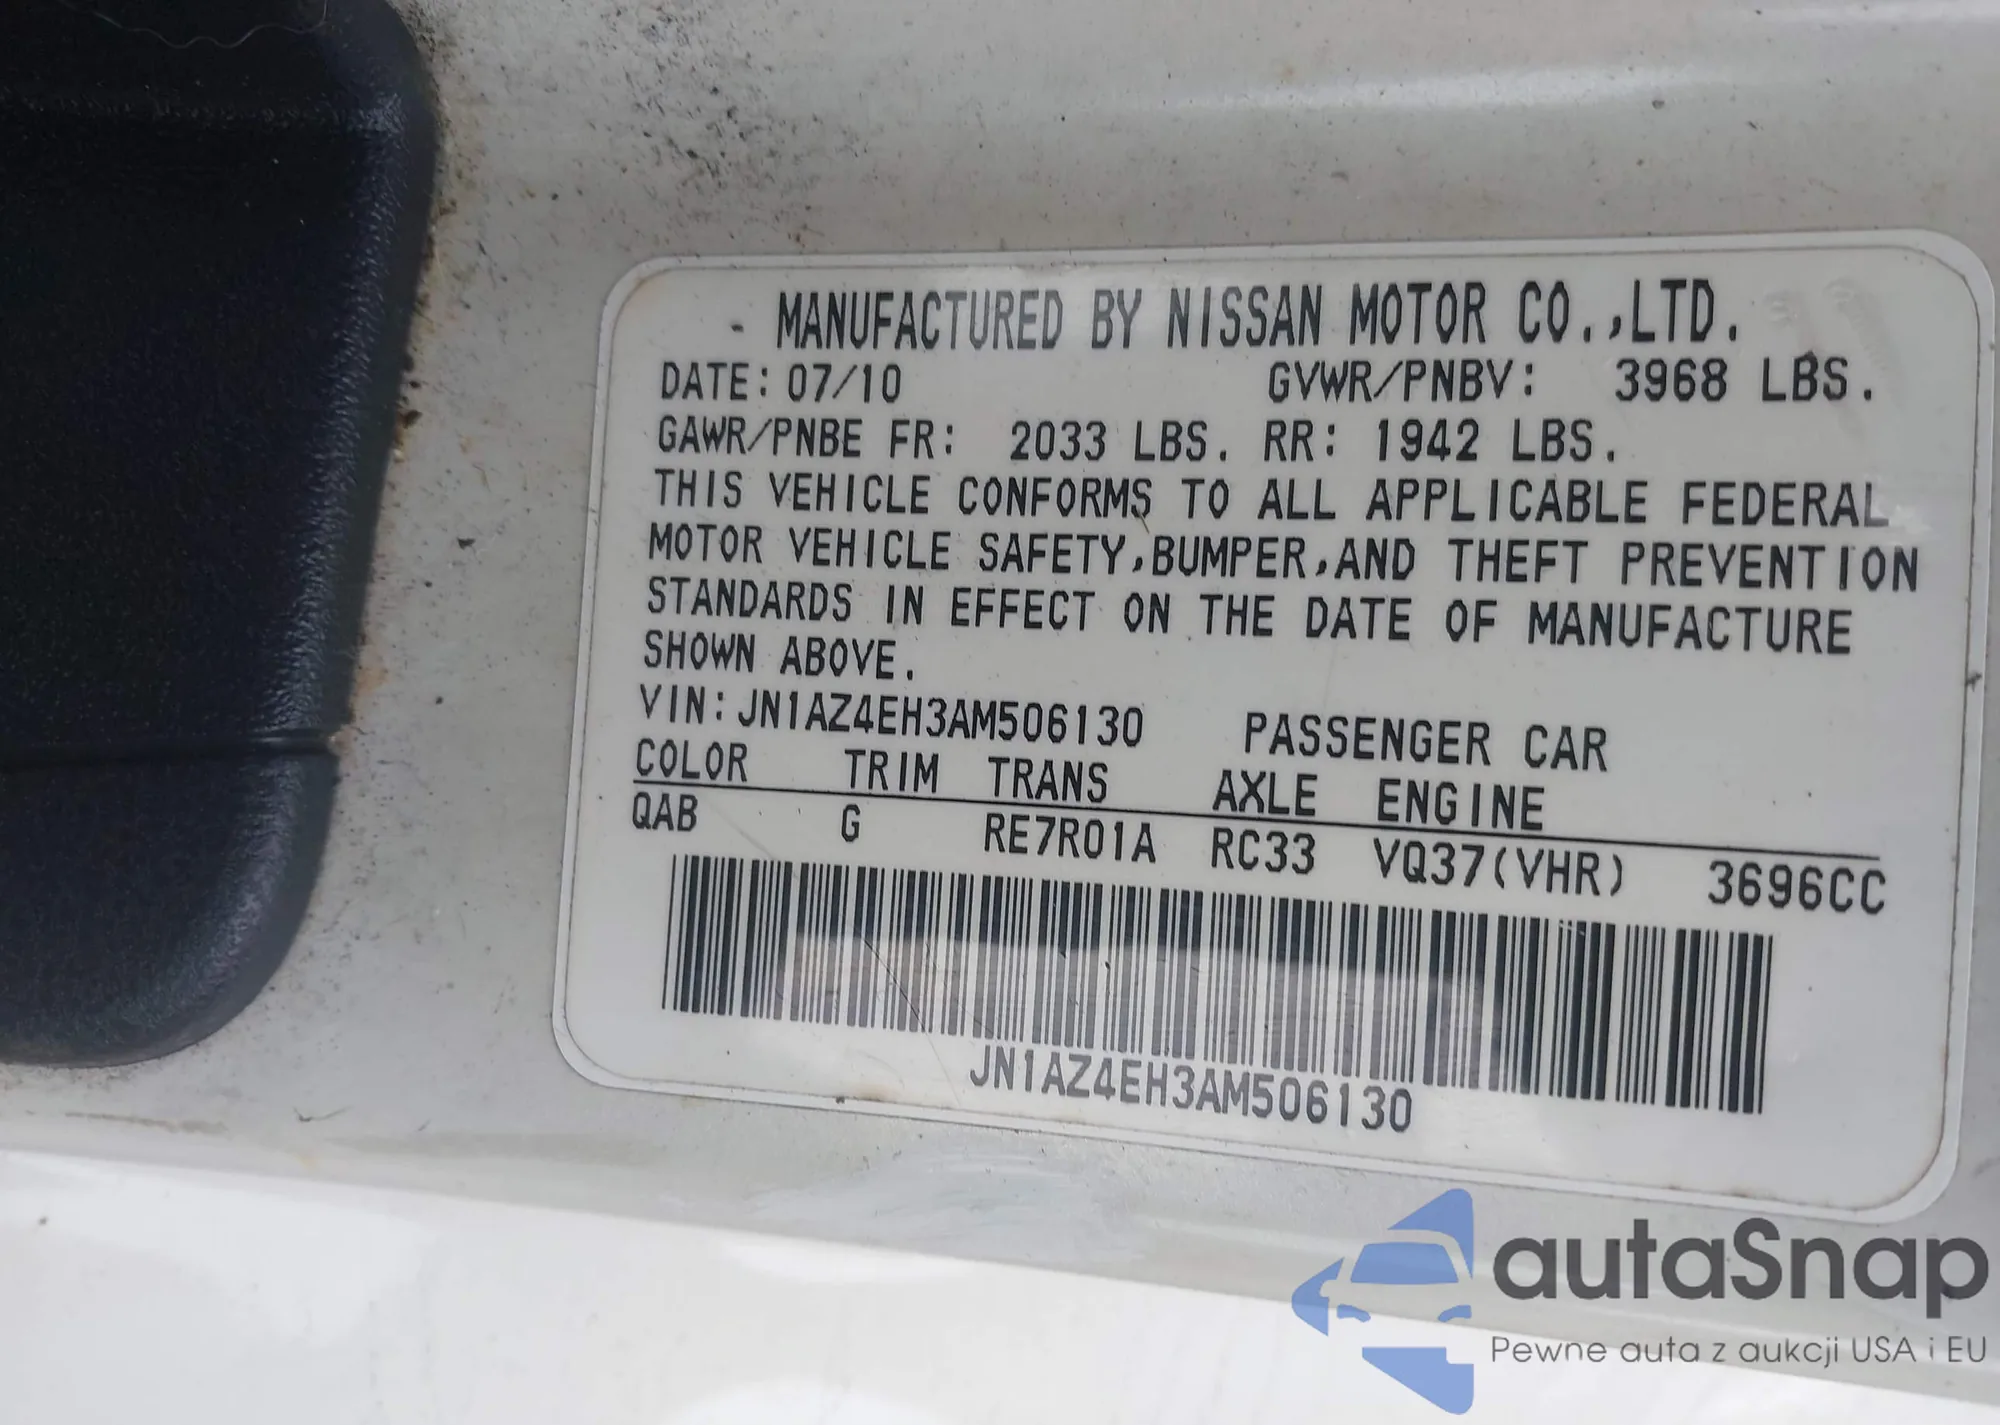 MANUFACTURED BY NISSAN MOTOR CO.,LTD.
DATE: 07/10 GVWR/PNBV: 3968 LBS.
GAWR/PNBE FR: 2033 LBS. RR: 1942 LBS.
THIS VEHICLE CONFORMS TO ALL APPLICABLE FEDERAL
MOTOR VEHICLE SAFETY,BUMPER,AND THEFT PREVENTION
STANDARDS IN EFFECT ON THE DATE OF MANUFACTURE
SHOWN ABOVE.
VIN: JN1AZ4EH3AM506130 PASSENGER CAR
COLOR TRIM TRANS AXLE ENGINE
QAB G RE7R01A RC33 VQ37(VHR) 3696CC
JN1AZ4EH3AM506130
autaSnap
Pewne auta z aukcji USA i EU